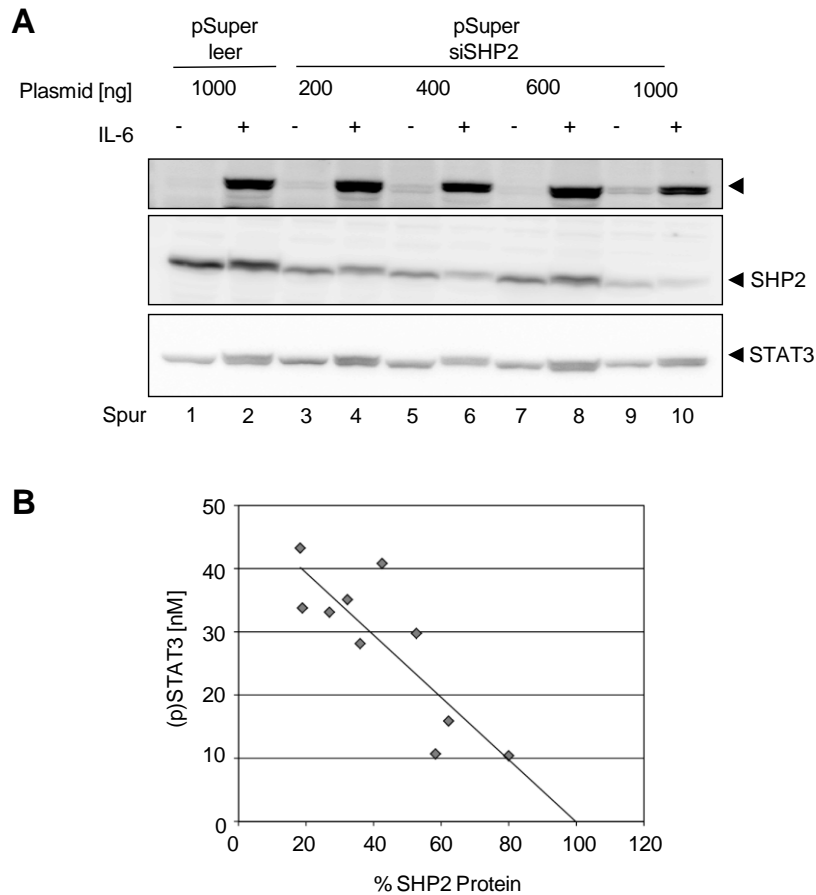 A
pSuper
leer
pSuper
siSHP2
Plasmid [ng] 1000 200 400 600 1000
IL-6 - + - + - + - + - +
SHP2
STAT3
Spur 1 2 3 4 5 6 7 8 9 10
B
50
40
30
20
10
0
(p)STAT3 [nM]
0 20 40 60 80 100 120
% SHP2 Protein